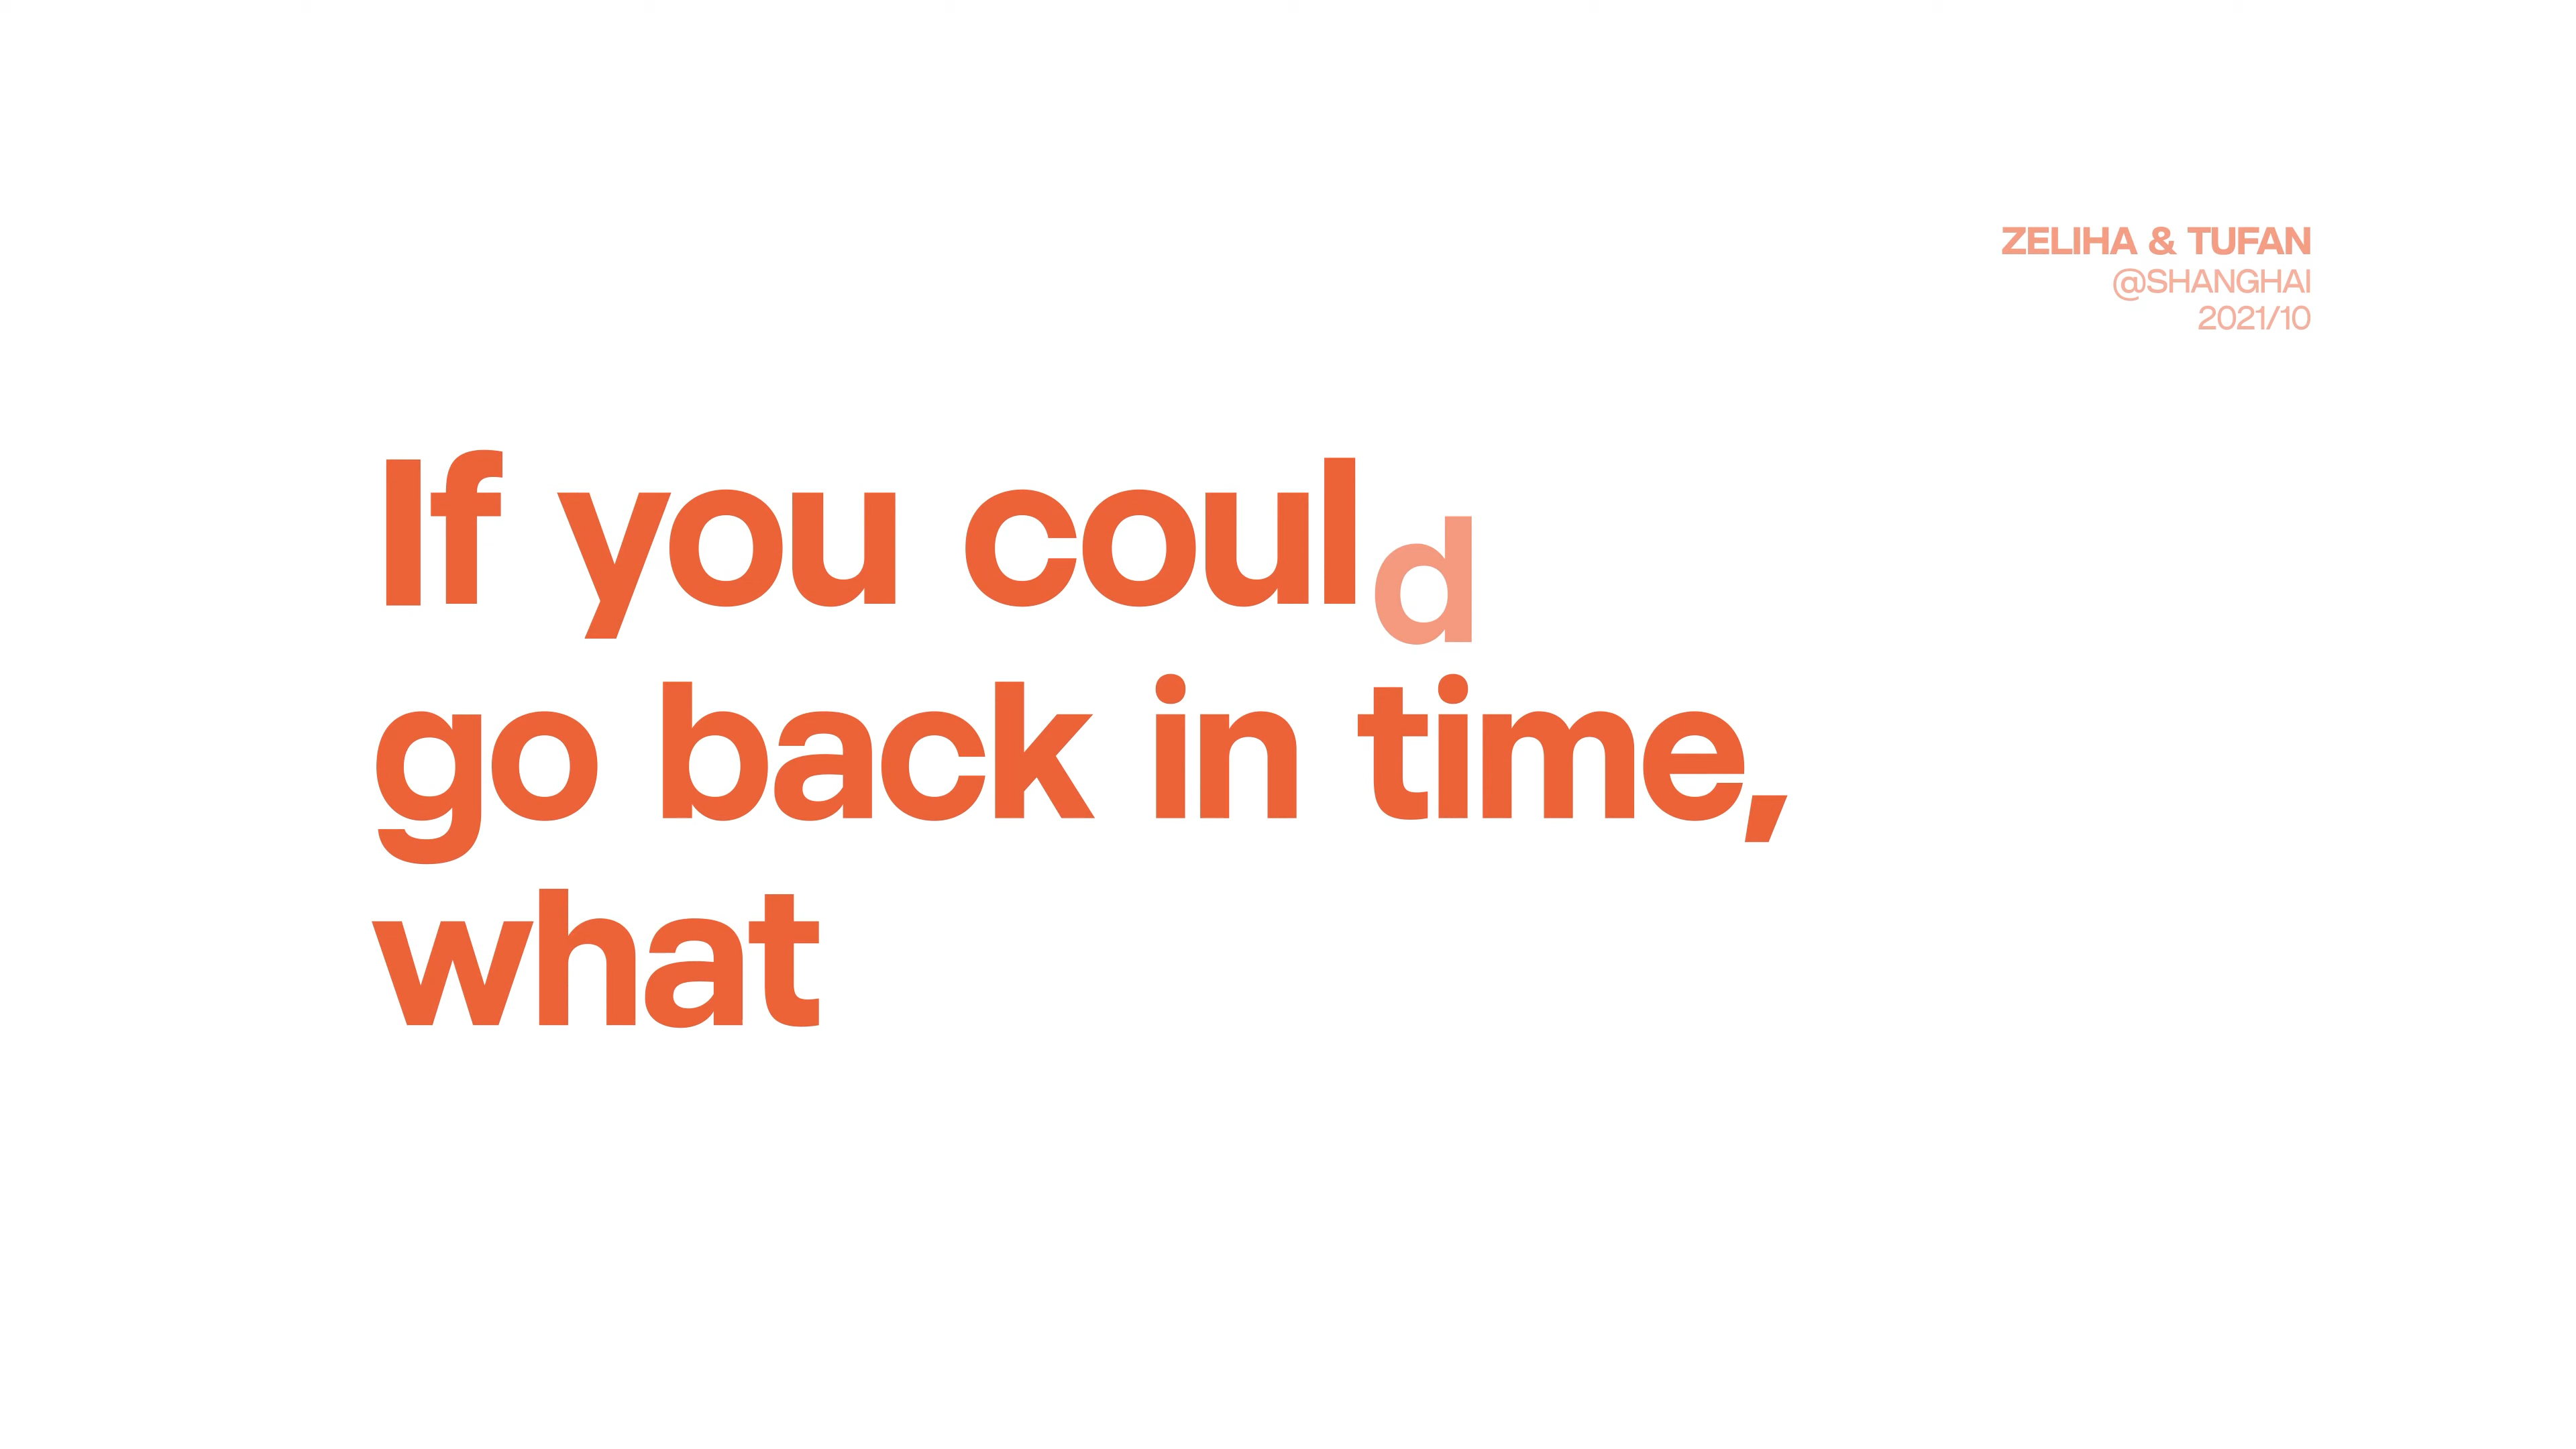 ZELIHA & TUFAN
@SHANGHAI
2021/10
If you could
go back in time,
what